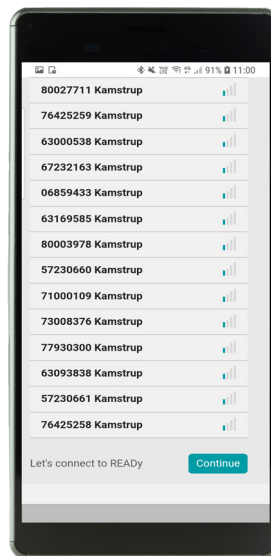 91% 11:00
80027711 Kamstrup
76425259 Kamstrup
63000538 Kamstrup
67232163 Kamstrup
06859433 Kamstrup
63169585 Kamstrup
80003978 Kamstrup
57230660 Kamstrup
71000109 Kamstrup
73008376 Kamstrup
77930300 Kamstrup
63093838 Kamstrup
57230661 Kamstrup
76425258 Kamstrup
Let's connect to READy Continue